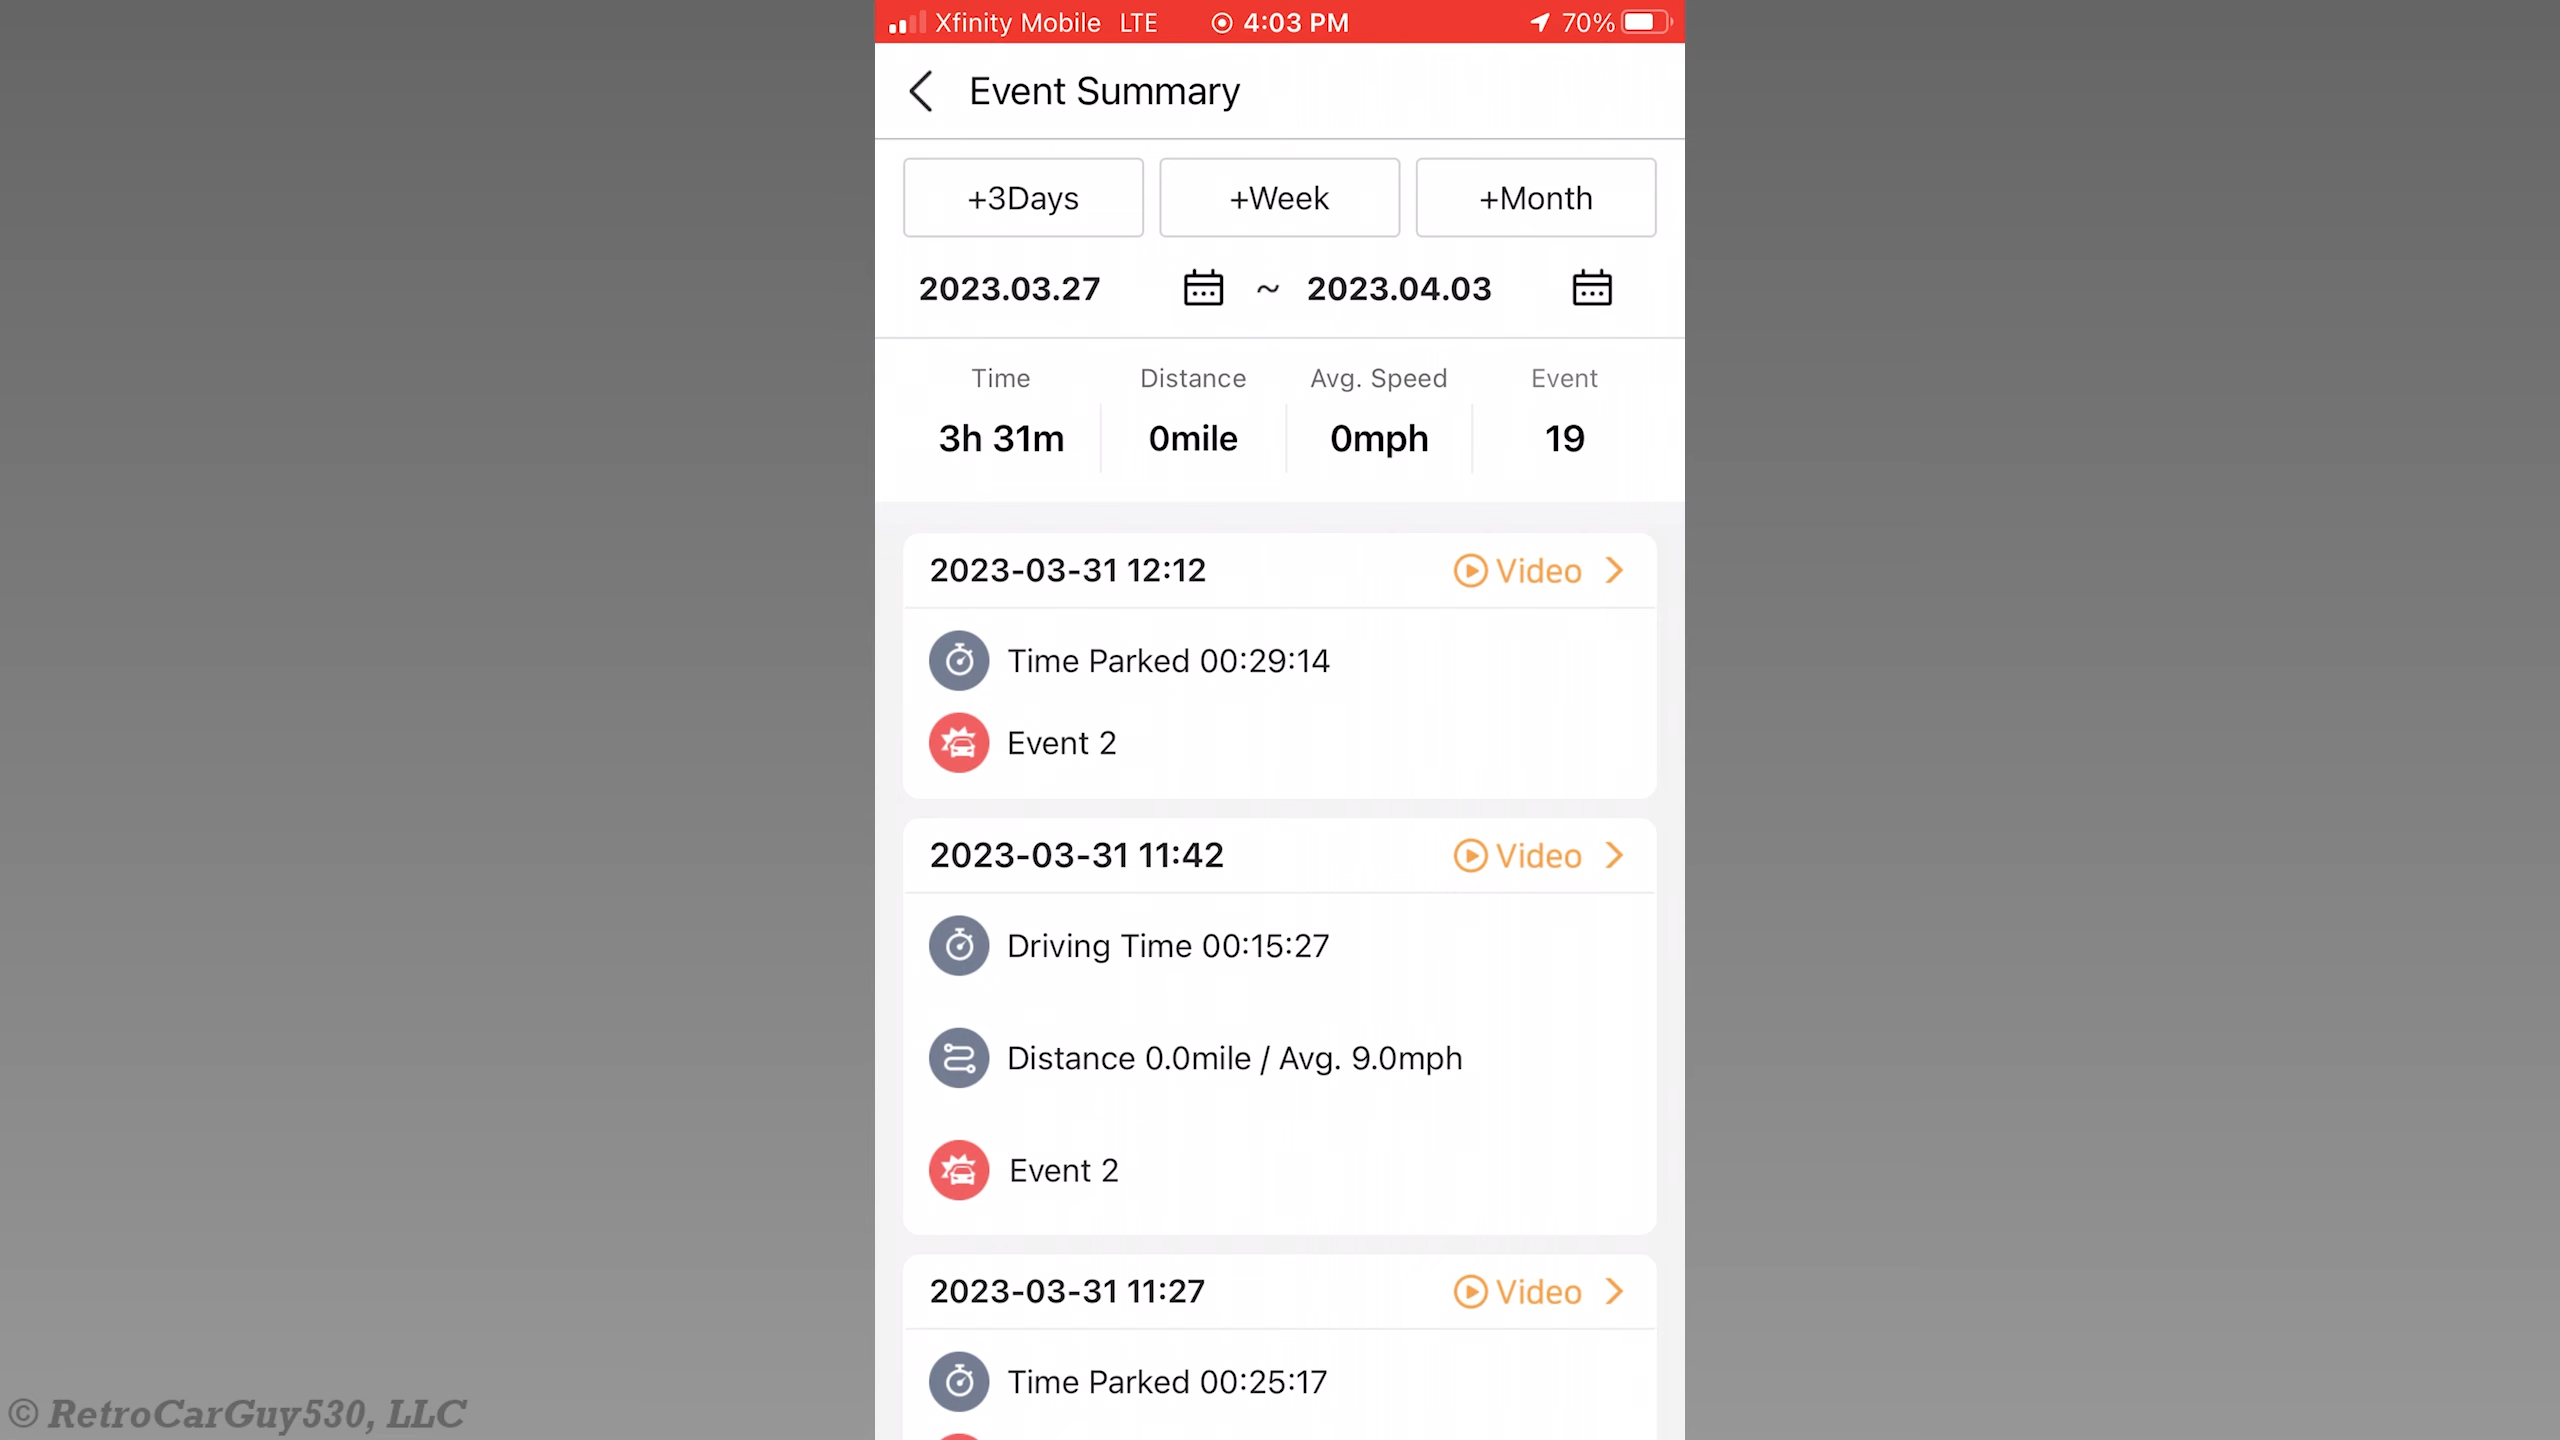 Xfinity Mobile LTE 4:03 PM 70%
Event Summary
+3Days +Week +Month
2023.03.27 ~ 2023.04.03
Time Distance Avg. Speed Event
3h 31m 0mile 0mph 19
2023-03-31 12:12 Video
Time Parked 00:29:14
Event 2
2023-03-31 11:42 Video
Driving Time 00:15:27
Distance 0.0mile / Avg. 9.0mph
Event 2
2023-03-31 11:27 Video
Time Parked 00:25:17
© RetroCarGuy530, LLC